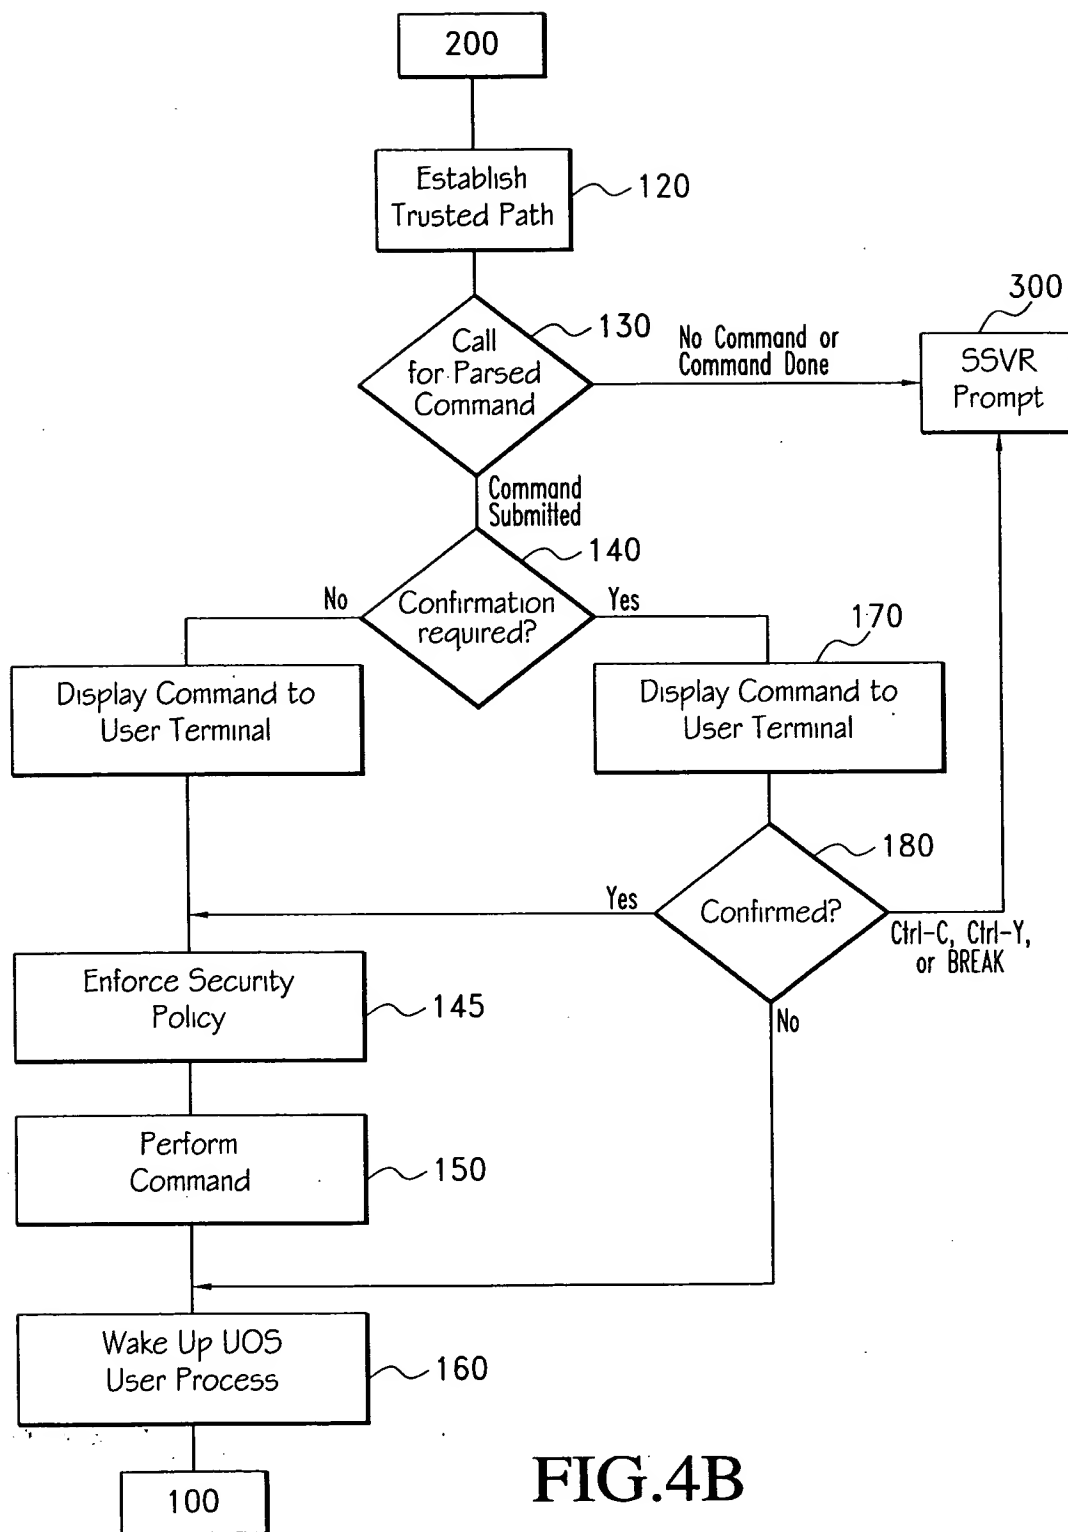 200
Establish
Trusted Path
120
300
130
Call
for Parsed
Command
No Command or
Command Done
SSVR
Prompt
Command
Submitted
140
No
Confirmation
required?
Yes
170
Display Command to
User Terminal
Display Command to
User Terminal
180
Yes
Confirmed?
Ctrl-C, Ctrl-Y,
or BREAK
Enforce Security
Policy
145
No
Perform
Command
150
Wake Up UOS
User Process
160
100
FIG.4B